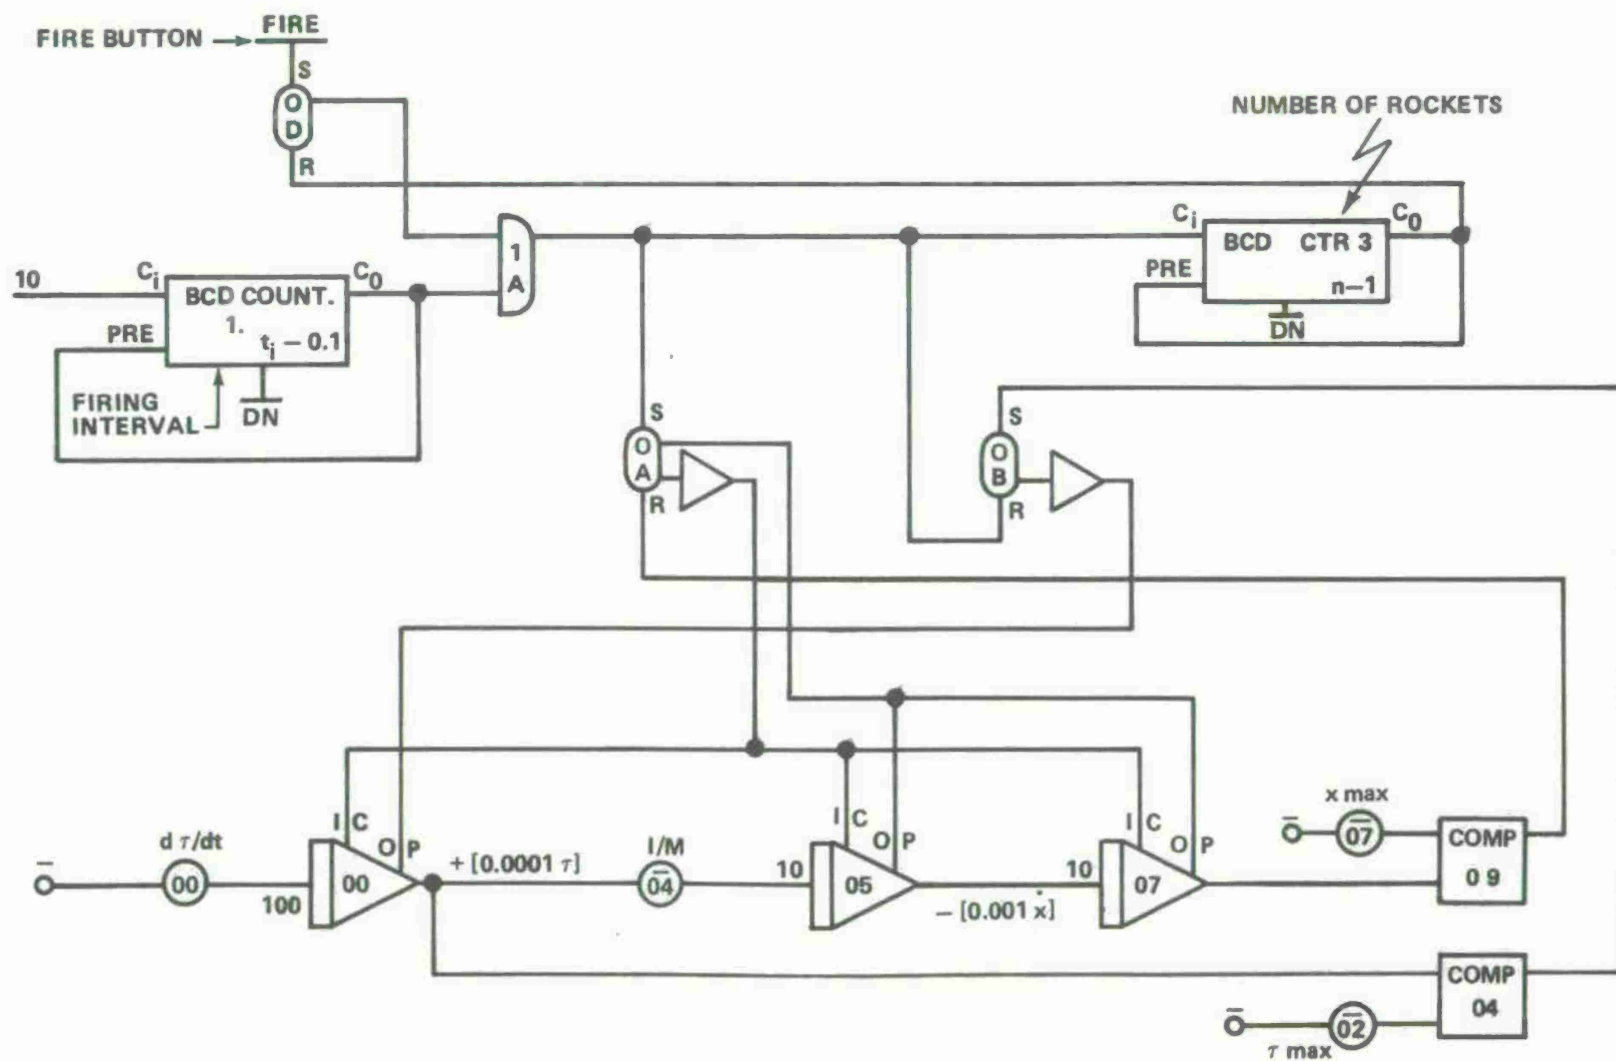 FIRE
FIRE BUTTON
S
O
D
R
NUMBER OF ROCKETS
Ci
C0
BCD CTR 3
PRE
n-1
DN
10
Ci
C0
BCD COUNT.
1.
PRE
ti - 0.1
FIRING
INTERVAL
DN
1
A
S
O
A
R
S
O
B
R
x max
07
COMP
09
I C
O P
dτ/dt
00
100
00
+ [0.0001 τ]
I/M
04
10
I C
O P
05
- [0.001 ẋ]
10
I C
O P
07
COMP
04
02
τ max